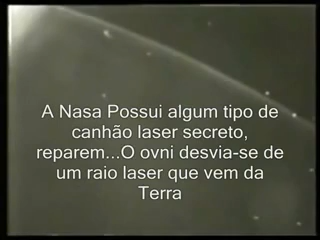 A Nasa Possui algum tipo de
canhão laser secreto,
reparem...O ovni desvia-se de
um raio laser que vem da
Terra